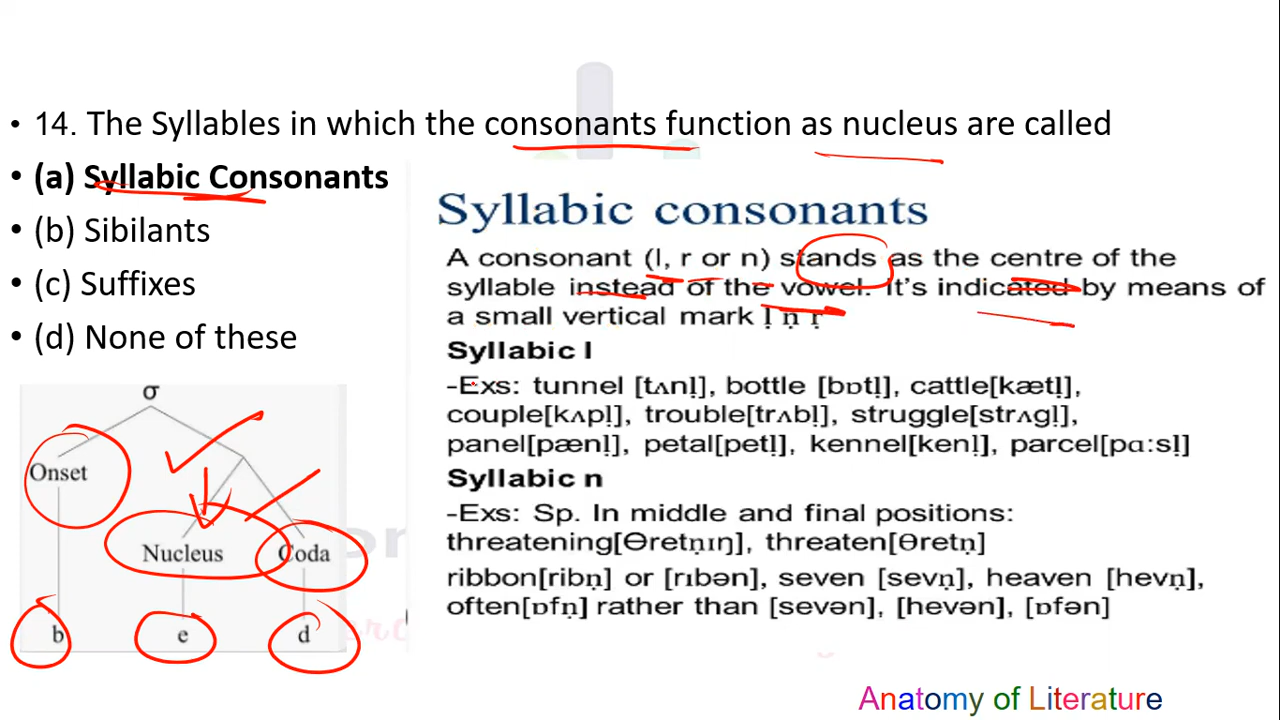 • 14. The Syllables in which the consonants function as nucleus are called
• (a) Syllabic Consonants
• (b) Sibilants
• (c) Suffixes
• (d) None of these
Syllabic consonants
A consonant (l, r or n) stands as the centre of the
syllable instead of the vowel. It's indicated by means of
a small vertical mark l̩ n̩ r̩
Syllabic l
-Exs: tunnel [tʌnl̩], bottle [bɒtl̩], cattle[kætl̩],
couple[kʌpl̩], trouble[trʌbl̩], struggle[strʌgl̩],
panel[pænl̩], petal[petl̩], kennel[kenl̩], parcel[pɑ:sl̩]
Syllabic n
-Exs: Sp. In middle and final positions:
threatening[Ɵretn̩ɪŋ], threaten[Ɵretn̩]
ribbon[ribn̩] or [rɪbən], seven [sevn̩], heaven [hevn̩],
often[ɒfn̩] rather than [sevən], [hevən], [ɒfən]
σ
Onset
Nucleus Coda
b e d
Anatomy of Literature